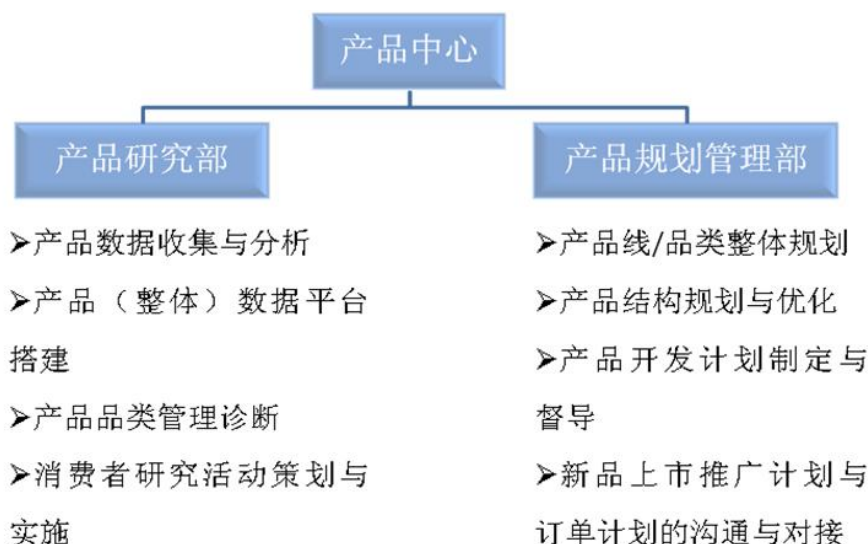 产品中心
产品研究部
➤产品数据收集与分析
➤产品（整体）数据平台
搭建
➤产品品类管理诊断
➤消费者研究活动策划与
实施
产品规划管理部
➤产品线/品类整体规划
➤产品结构规划与优化
➤产品开发计划制定与
督导
➤新品上市推广计划与
订单计划的沟通与对接